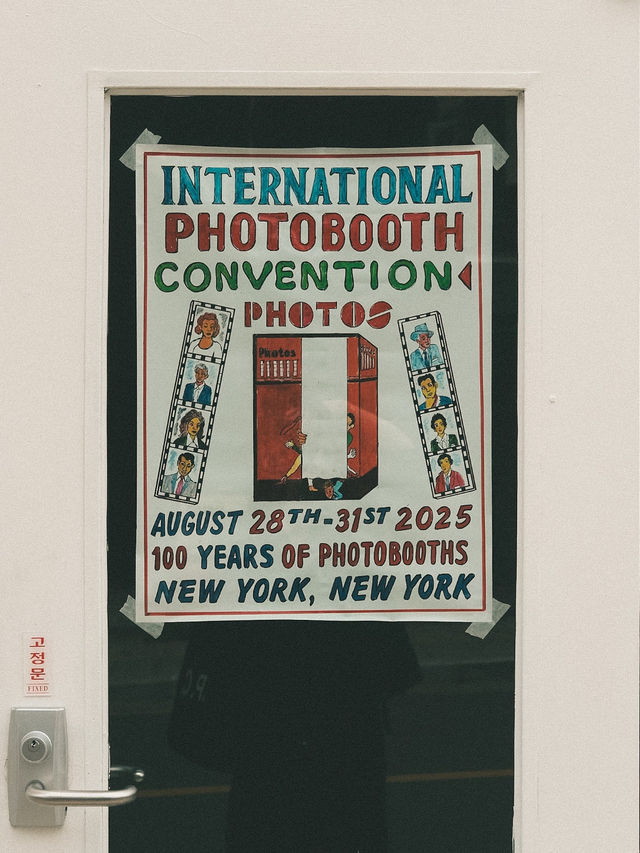 INTERNATIONAL
PHOTOBOOTH
CONVENTION
PHOTOS
Photos
AUGUST 28TH-31ST 2025
100 YEARS OF PHOTOBOOTHS
NEW YORK, NEW YORK
고
정
문
FIXED